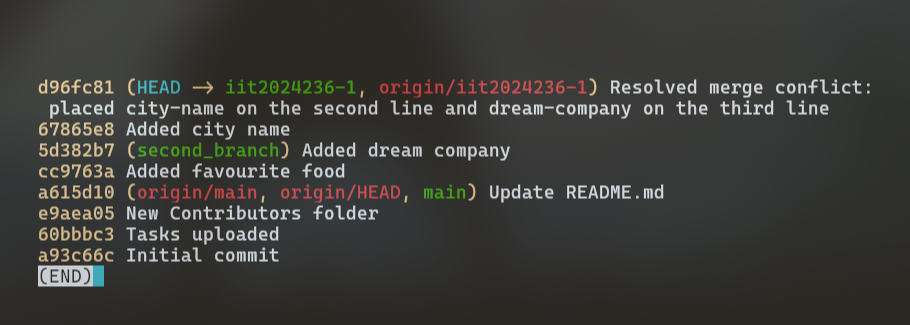 d96fc81 (HEAD -> iit2024236-1, origin/iit2024236-1) Resolved merge conflict:
placed city-name on the second line and dream-company on the third line
67865e8 Added city name
5d382b7 (second_branch) Added dream company
cc9763a Added favourite food
a615d10 (origin/main, origin/HEAD, main) Update README.md
e9aea05 New Contributors folder
60bbbc3 Tasks uploaded
a93c66c Initial commit
(END)